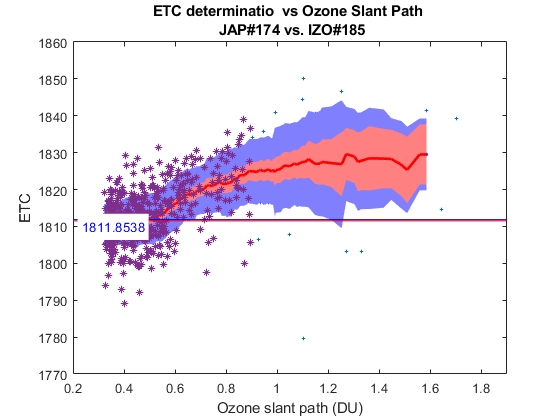 ETC determinatio vs Ozone Slant Path
JAP#174 vs. IZO#185
1860
1850
1840
1830
1820
1810
1800
1790
1780
1770
ETC
1811.8538
0.2 0.4 0.6 0.8 1 1.2 1.4 1.6 1.8
Ozone slant path (DU)